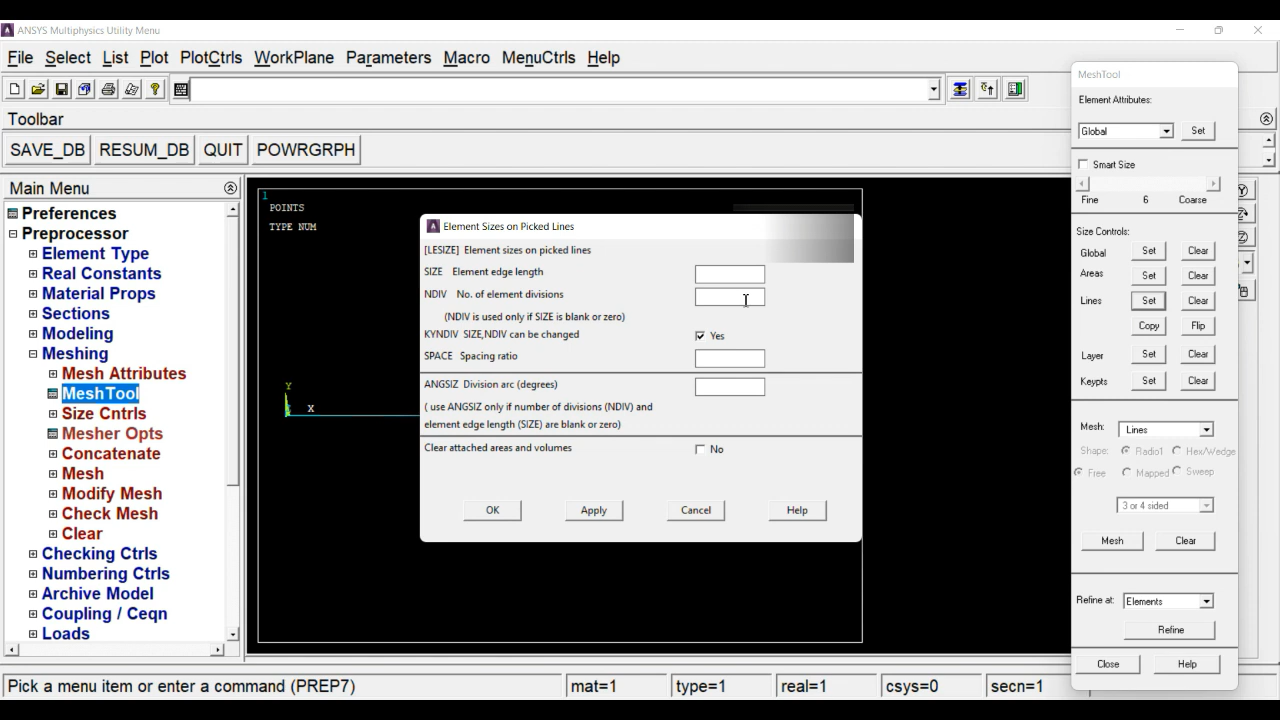 ANSYS Multiphysics Utility Menu
File Select List Plot PlotCtrls WorkPlane Parameters Macro MenuCtrls Help
Toolbar
SAVE_DB RESUM_DB QUIT POWRGRPH
Main Menu
Preferences
Preprocessor
Element Type
Real Constants
Material Props
Sections
Modeling
Meshing
Mesh Attributes
MeshTool
Size Cntrls
Mesher Opts
Concatenate
Mesh
Modify Mesh
Check Mesh
Clear
Checking Ctrls
Numbering Ctrls
Archive Model
Coupling / Ceqn
Loads
1
POINTS
TYPE NUM
Y
X
Element Sizes on Picked Lines
[LESIZE] Element sizes on picked lines
SIZE Element edge length
NDIV No. of element divisions
(NDIV is used only if SIZE is blank or zero)
KYNDIV SIZE,NDIV can be changed Yes
SPACE Spacing ratio
ANGSIZ Division arc (degrees)
( use ANGSIZ only if number of divisions (NDIV) and
element edge length (SIZE) are blank or zero)
Clear attached areas and volumes No
OK Apply Cancel Help
MeshTool
Element Attributes:
Global Set
Smart Size
Fine 6 Coarse
Size Controls:
Global Set Clear
Areas Set Clear
Lines Set Clear
Copy Flip
Layer Set Clear
Keypts Set Clear
Mesh: Lines
Shape: Radio1 Hex/Wedge
Free Mapped Sweep
3 or 4 sided
Mesh Clear
Refine at: Elements
Refine
Close Help
Pick a menu item or enter a command (PREP7) mat=1 type=1 real=1 csys=0 secn=1